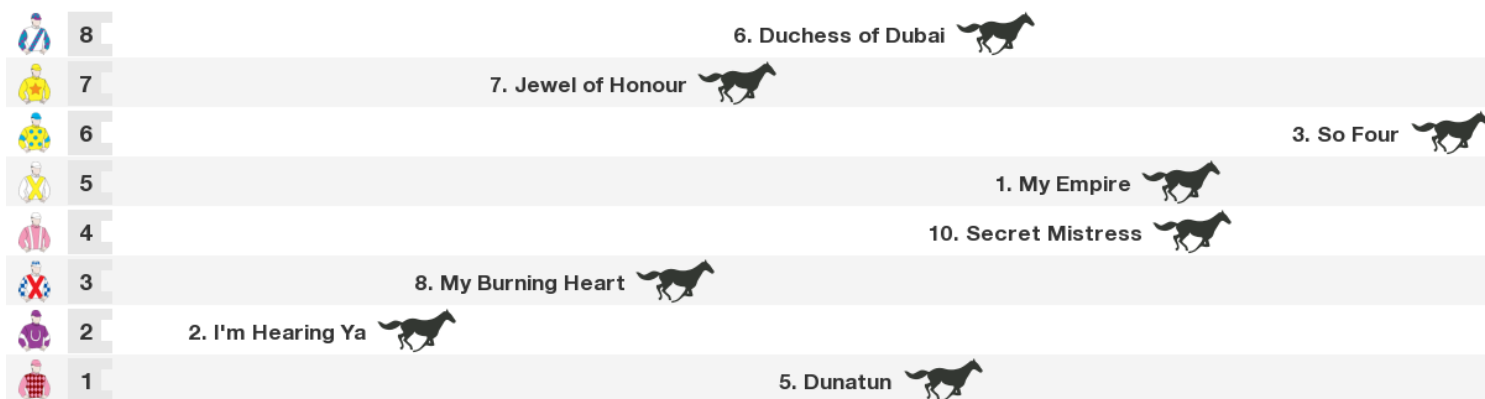 8 6. Duchess of Dubai
7 7. Jewel of Honour
6 3. So Four
5 1. My Empire
4 10. Secret Mistress
3 8. My Burning Heart
2 2. I'm Hearing Ya
1 5. Dunatun